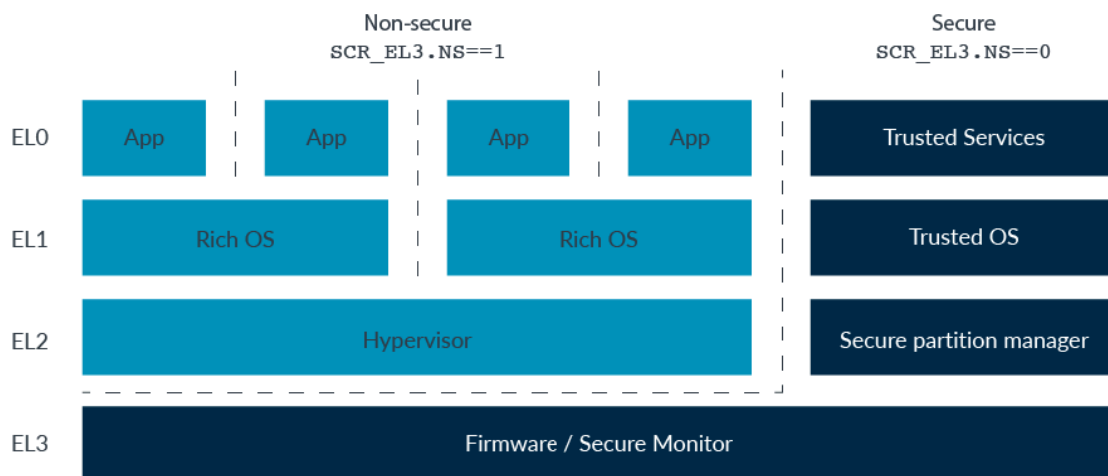 Non-secure
SCR_EL3.NS==1
Secure
SCR_EL3.NS==0
EL0
App
App
App
App
Trusted Services
EL1
Rich OS
Rich OS
Trusted OS
EL2
Hypervisor
Secure partition manager
EL3
Firmware / Secure Monitor